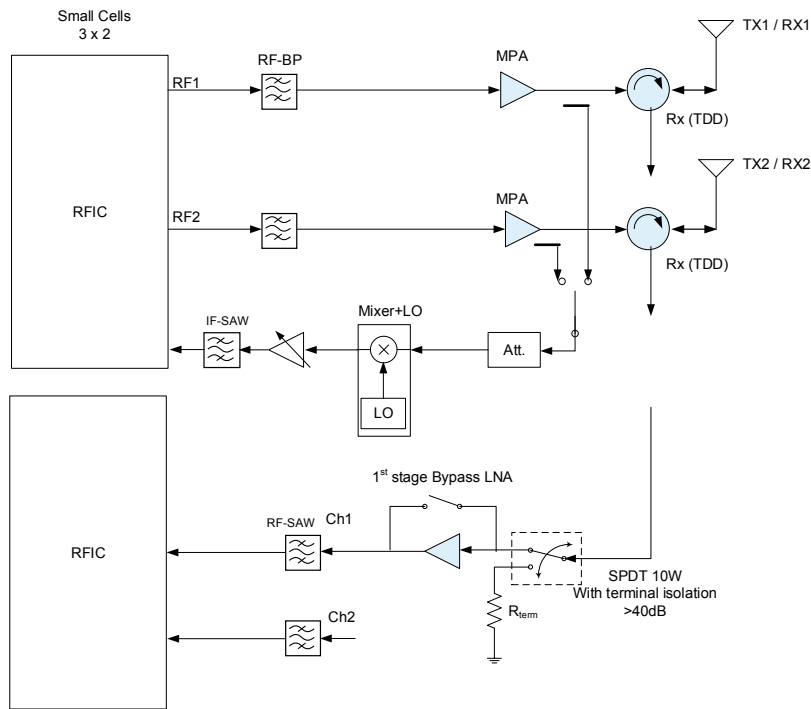 Small Cells
3 x 2
RFIC
RF1
RF-BP
MPA
TX1 / RX1
Rx (TDD)
RF2
MPA
TX2 / RX2
Rx (TDD)
IF-SAW
Mixer+LO
LO
Att.
RFIC
RF-SAW
Ch1
1st stage Bypass LNA
SPDT 10W
With terminal isolation
>40dB
Rterm
Ch2